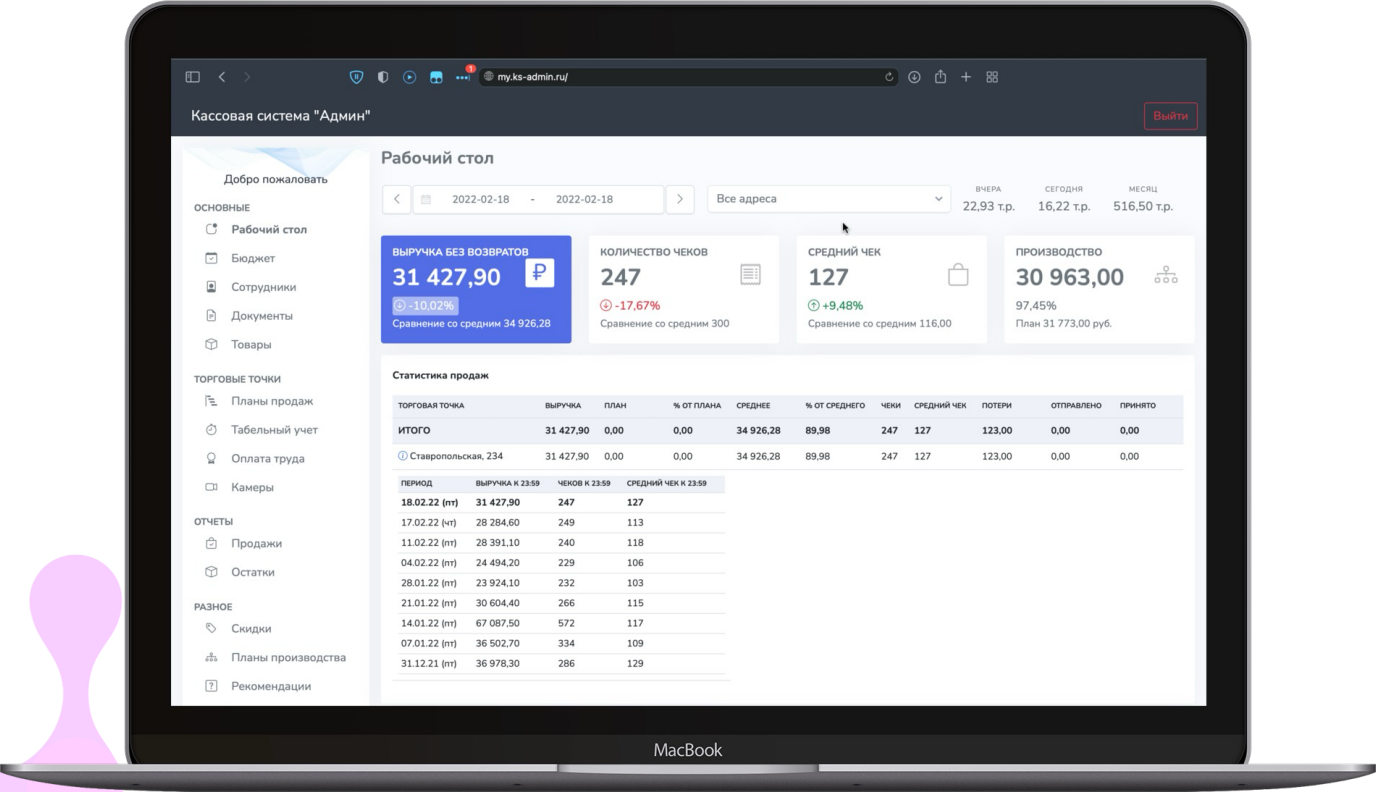 1
my.ks-admin.ru/
Кассовая система "Админ"
Выйти
Добро пожаловать
ОСНОВНЫЕ
Рабочий стол
Бюджет
Сотрудники
Документы
Товары
ТОРГОВЫЕ ТОЧКИ
Планы продаж
Табельный учет
Оплата труда
Камеры
ОТЧЕТЫ
Продажи
Остатки
РАЗНОЕ
Скидки
Планы производства
Рекомендации
Рабочий стол
2022-02-18 - 2022-02-18
Все адреса
ВЧЕРА СЕГОДНЯ МЕСЯЦ
22,93 т.р. 16,22 т.р. 516,50 т.р.
ВЫРУЧКА БЕЗ ВОЗВРАТОВ
31 427,90 ₽
-10,02%
Сравнение со средним 34 926,28
КОЛИЧЕСТВО ЧЕКОВ
247
-17,67%
Сравнение со средним 300
СРЕДНИЙ ЧЕК
127
+9,48%
Сравнение со средним 116,00
ПРОИЗВОДСТВО
30 963,00
97,45%
План 31 773,00 руб.
Статистика продаж
ТОРГОВАЯ ТОЧКА ВЫРУЧКА ПЛАН % ОТ ПЛАНА СРЕДНЕЕ % ОТ СРЕДНЕГО ЧЕКИ СРЕДНИЙ ЧЕК ПОТЕРИ ОТПРАВЛЕНО ПРИНЯТО
ИТОГО 31 427,90 0,00 0,00 34 926,28 89,98 247 127 123,00 0,00 0,00
Ставропольская, 234 31 427,90 0,00 0,00 34 926,28 89,98 247 127 123,00 0,00 0,00
ПЕРИОД ВЫРУЧКА К 23:59 ЧЕКОВ К 23:59 СРЕДНИЙ ЧЕК К 23:59
18.02.22 (пт) 31 427,90 247 127
17.02.22 (чт) 28 284,60 249 113
11.02.22 (пт) 28 391,10 240 118
04.02.22 (пт) 24 494,20 229 106
28.01.22 (пт) 23 924,10 232 103
21.01.22 (пт) 30 604,40 266 115
14.01.22 (пт) 67 087,50 572 117
07.01.22 (пт) 36 502,70 334 109
31.12.21 (пт) 36 978,30 286 129
MacBook